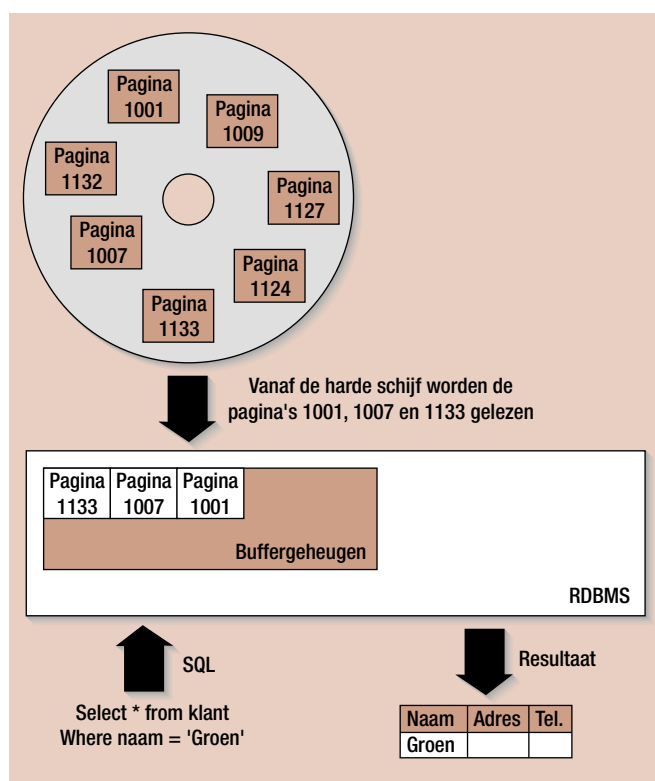 Pagina
1001
Pagina
1009
Pagina
1132
Pagina
1127
Pagina
1007
Pagina
1124
Pagina
1133
Vanaf de harde schijf worden de
pagina's 1001, 1007 en 1133 gelezen
Pagina Pagina Pagina
1133 1007 1001
Buffergeheugen
RDBMS
SQL
Resultaat
Select * from klant
Where naam = 'Groen'
Naam Adres Tel.
Groen